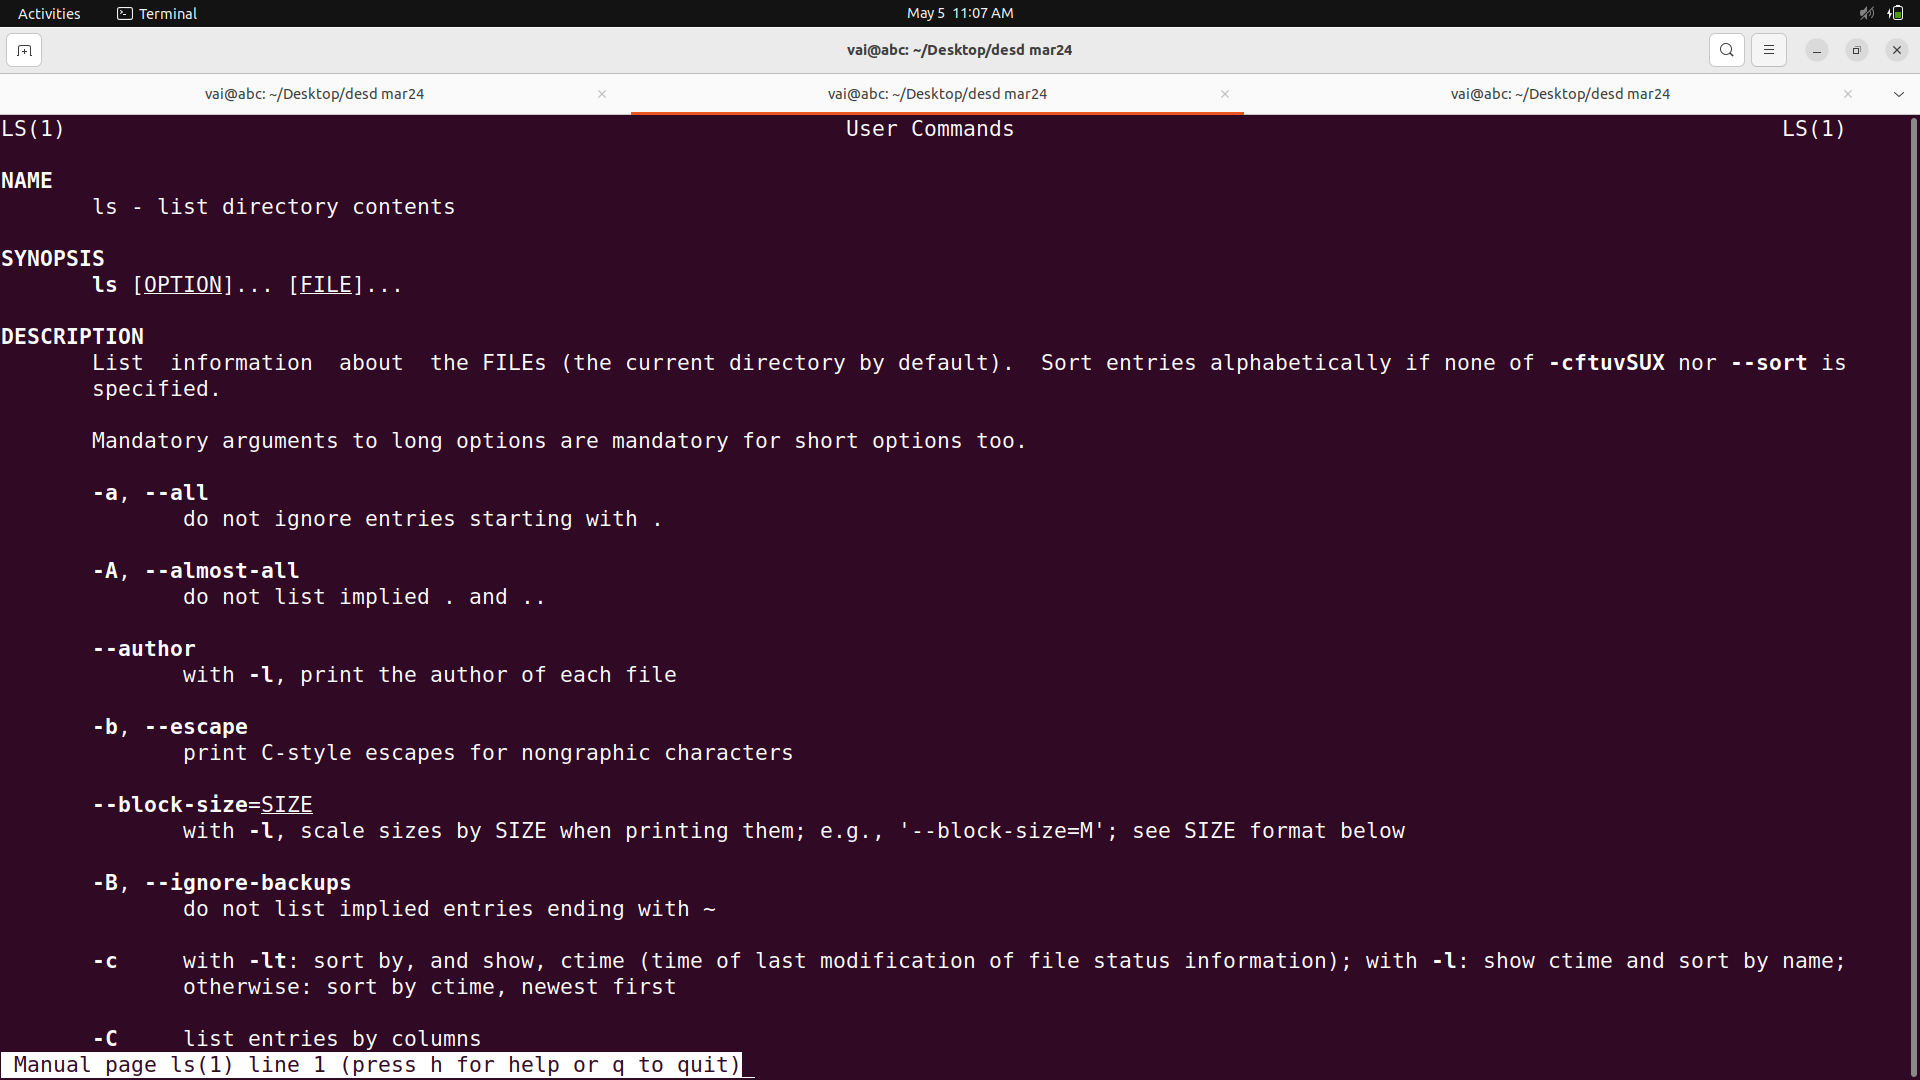 Activities Terminal May 5 11:07 AM
vai@abc: ~/Desktop/desd mar24
vai@abc: ~/Desktop/desd mar24 vai@abc: ~/Desktop/desd mar24 vai@abc: ~/Desktop/desd mar24
LS(1) User Commands LS(1)
NAME
ls - list directory contents
SYNOPSIS
ls [OPTION]... [FILE]...
DESCRIPTION
List information about the FILEs (the current directory by default). Sort entries alphabetically if none of -cftuvSUX nor --sort is
specified.
Mandatory arguments to long options are mandatory for short options too.
-a, --all
do not ignore entries starting with .
-A, --almost-all
do not list implied . and ..
--author
with -l, print the author of each file
-b, --escape
print C-style escapes for nongraphic characters
--block-size=SIZE
with -l, scale sizes by SIZE when printing them; e.g., '--block-size=M'; see SIZE format below
-B, --ignore-backups
do not list implied entries ending with ~
-c with -lt: sort by, and show, ctime (time of last modification of file status information); with -l: show ctime and sort by name;
otherwise: sort by ctime, newest first
-C list entries by columns
Manual page ls(1) line 1 (press h for help or q to quit)